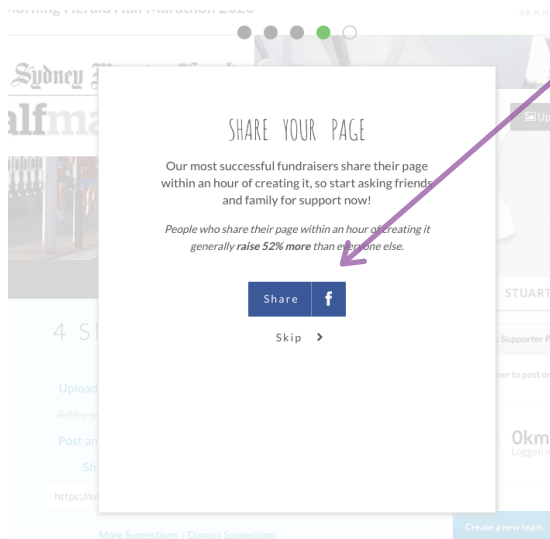 Morning Herald Half Marathon 2020
SEAR
Sydney
alfma
Up
SHARE YOUR PAGE
Our most successful fundraisers share their page
within an hour of creating it, so start asking friends
and family for support now!
People who share their page within an hour of creating it
generally raise 52% more than everyone else.
Share f
Skip >
STUART
4 S
Supporter P
Upload
ber to post on
Add a p
Post an
0km
Logged i
Sh
https://sm
Create a new team
More Suggestions • Dismiss Suggestions